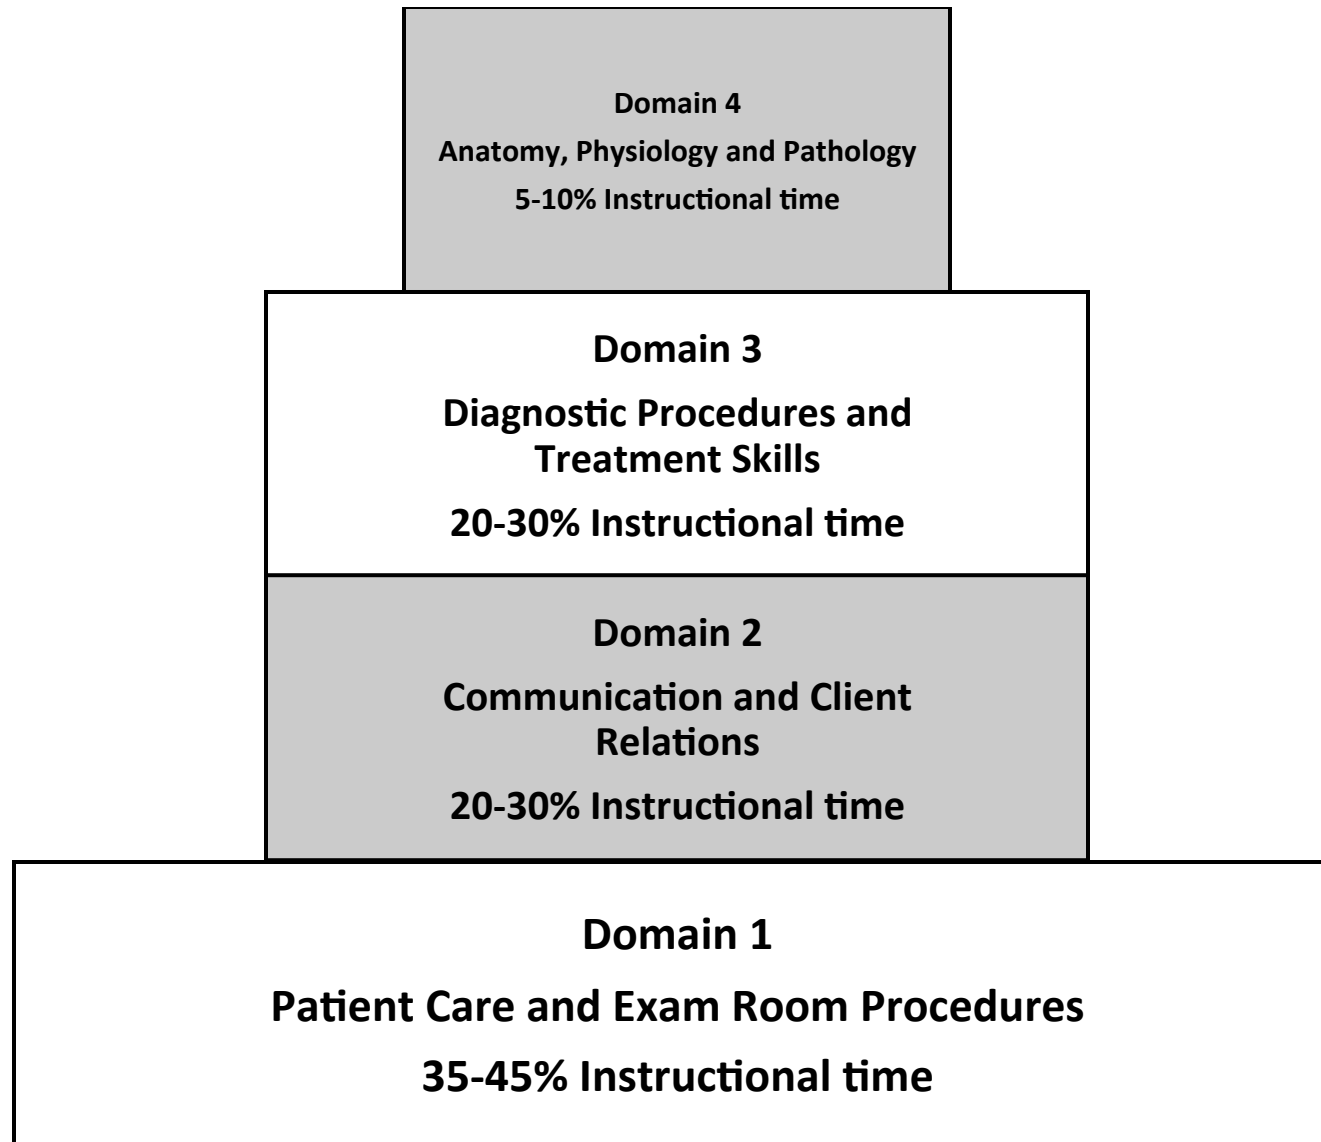 Domain 4
Anatomy, Physiology and Pathology
5-10% Instructional time
Domain 3
Diagnostic Procedures and
Treatment Skills
20-30% Instructional time
Domain 2
Communication and Client
Relations
20-30% Instructional time
Domain 1
Patient Care and Exam Room Procedures
35-45% Instructional time